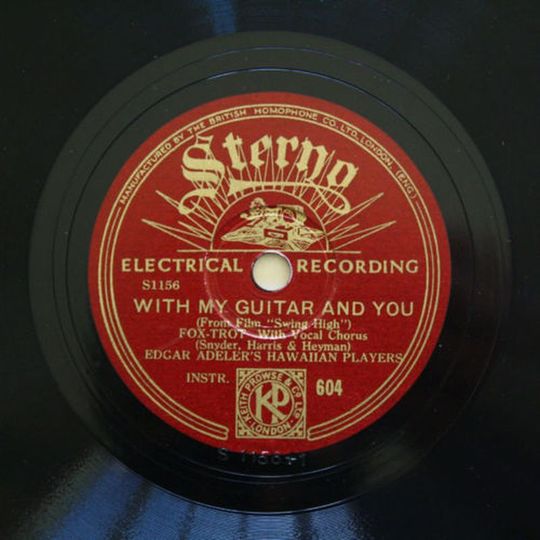 MANUFACTURED BY THE BRITISH HOMOPHONE CO. LTD. LONDON. (ENG)
Sterno
ELECTRICAL RECORDING
S1156
WITH MY GUITAR AND YOU
(From Film "Swing High")
FOX-TROT With Vocal Chorus
(Snyder, Harris & Heyman)
EDGAR ADELER'S HAWAIIAN PLAYERS
INSTR. 604
KEITH PROWSE & CO LTD
KP
LONDON